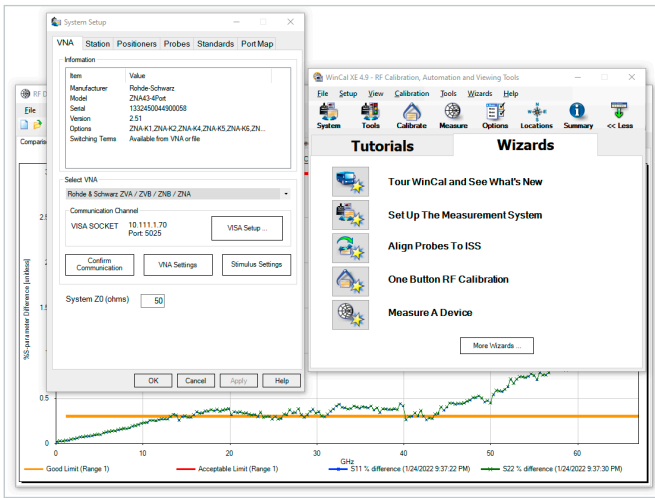 System Setup
VNA Station Positioners Probes Standards Port Map
Information
Item Value
Manufacturer Rohde-Schwarz
Model ZNA43-4Port
Serial 1332450044900058
Version 2.51
Options ZNA-K1,ZNA-K2,ZNA-K4,ZNA-K5,ZNA-K6,ZN...
Switching Terms Available from VNA or file
Select VNA
Rohde & Schwarz ZVA / ZVB / ZNB / ZNA
Communication Channel
VISA SOCKET 10.111.1.70
Port: 5025
VISA Setup ...
Confirm
Communication
VNA Settings
Stimulus Settings
System Z0 (ohms) 50
OK Cancel Apply Help
WinCal XE 4.9 - RF Calibration, Automation and Viewing Tools
File Setup View Calibration Tools Wizards Help
System Tools Calibrate Measure Options Locations Summary << Less
Tutorials Wizards
Tour WinCal and See What's New
Set Up The Measurement System
Align Probes To ISS
One Button RF Calibration
Measure A Device
More Wizards ...
RF D
File
Comparis
%S-parameter Difference [unitless]
2.5
1.5
0.5
0
0 10 20 30 40 50 60
GHz
Good Limit (Range 1) Acceptable Limit (Range 1) S11 % difference (1/24/2022 9:37:22 PM) S22 % difference (1/24/2022 9:37:30 PM)